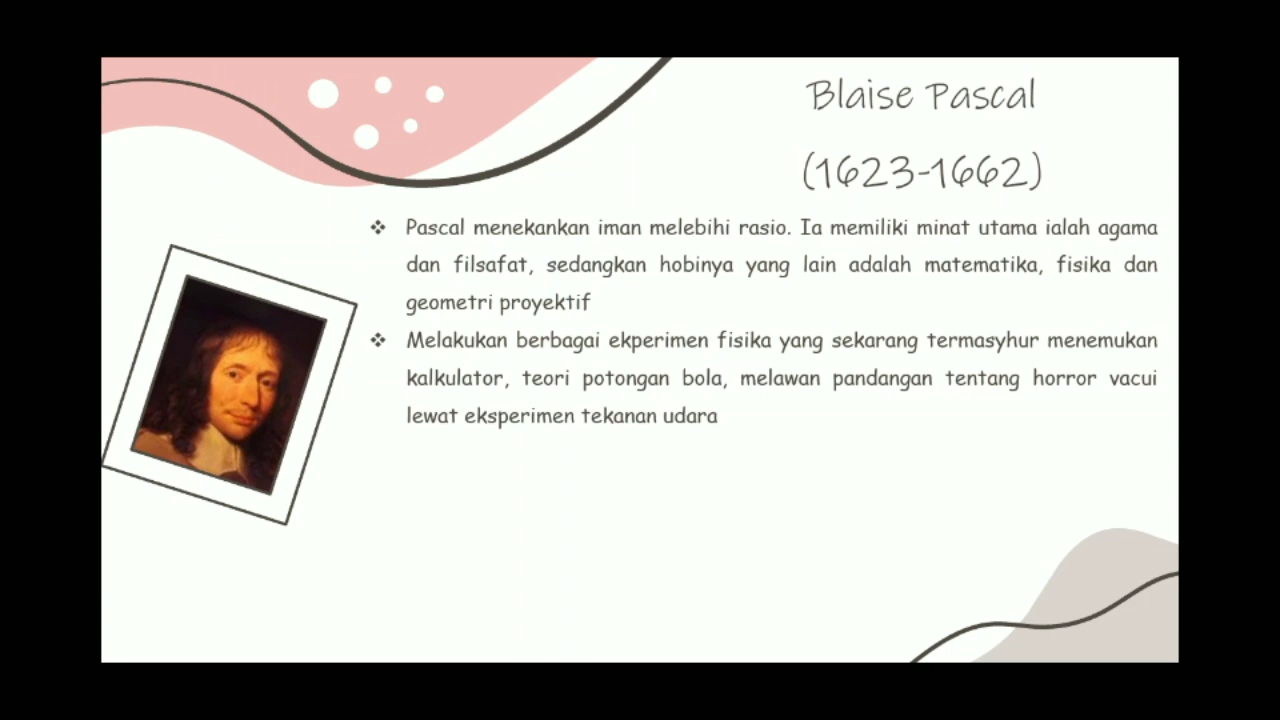 Blaise Pascal
(1623-1662)
❖ Pascal menekankan iman melebihi rasio. Ia memiliki minat utama ialah agama
dan filsafat, sedangkan hobinya yang lain adalah matematika, fisika dan
geometri proyektif
❖ Melakukan berbagai ekperimen fisika yang sekarang termasyhur menemukan
kalkulator, teori potongan bola, melawan pandangan tentang horror vacui
lewat eksperimen tekanan udara